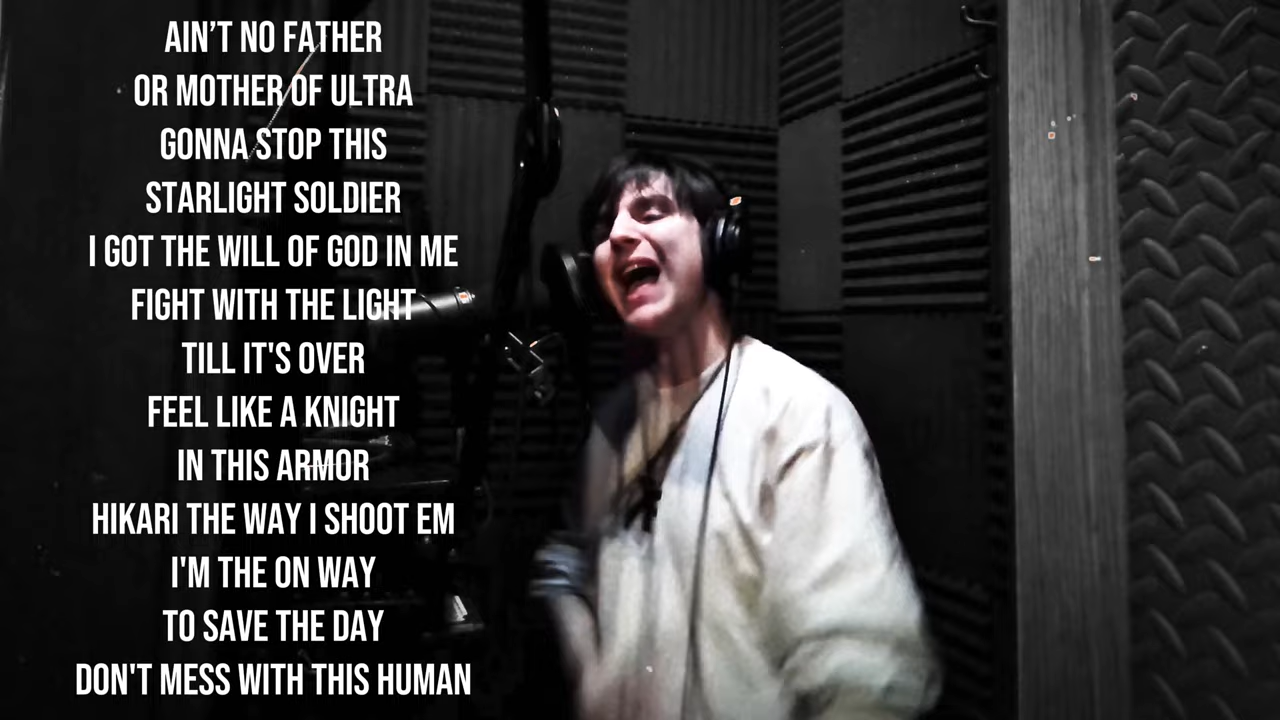 AIN’T NO FATHER
OR MOTHER OF ULTRA
GONNA STOP THIS
STARLIGHT SOLDIER
I GOT THE WILL OF GOD IN ME
FIGHT WITH THE LIGHT
TILL IT'S OVER
FEEL LIKE A KNIGHT
IN THIS ARMOR
HIKARI THE WAY I SHOOT EM
I'M THE ON WAY
TO SAVE THE DAY
DON'T MESS WITH THIS HUMAN